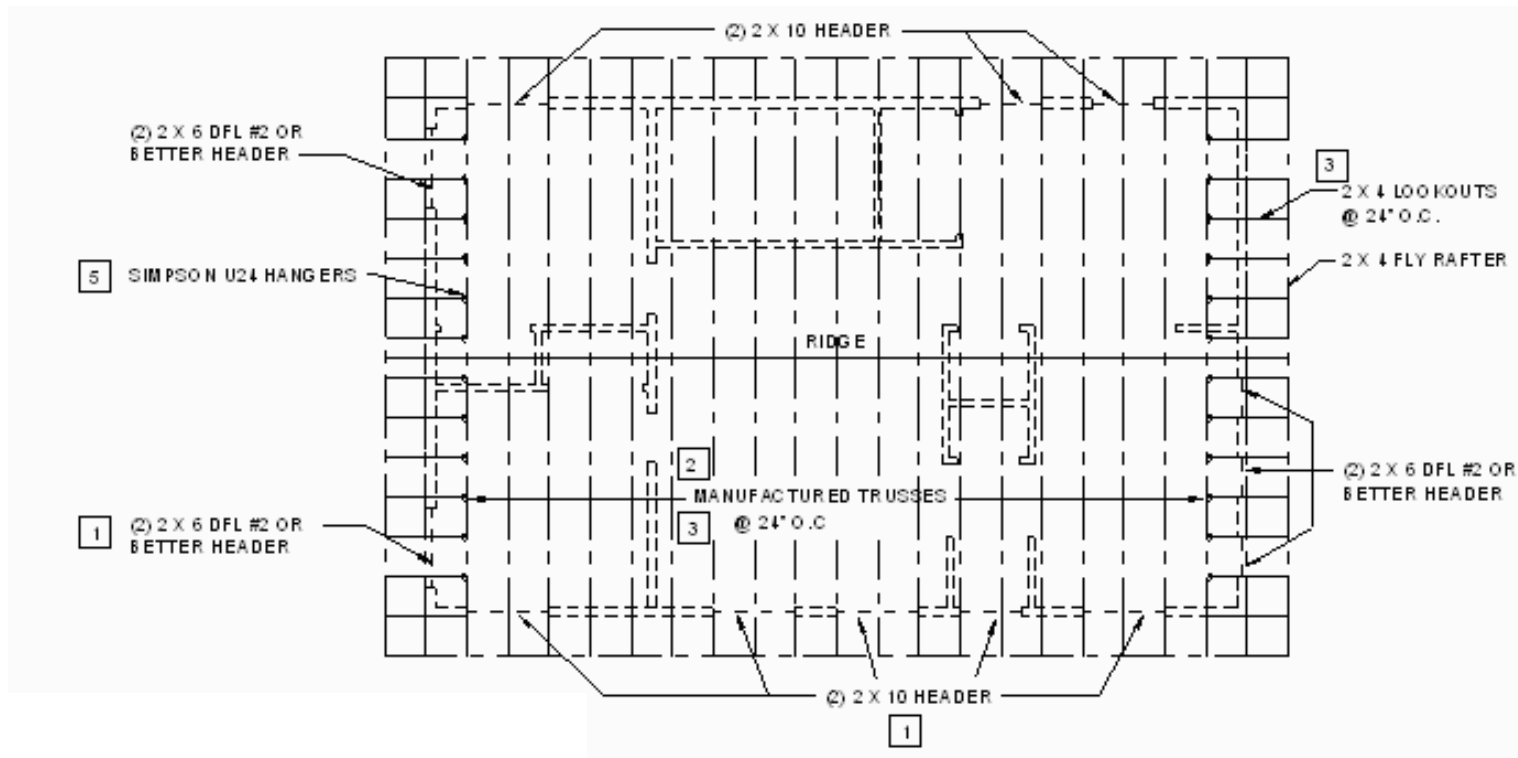 (2) 2 X 10 HEADER
(2) 2 X 6 DFL #2 OR
BETTER HEADER
3
2 X 4 LOOKOUTS
@ 24" O.C.
5
SIMPSON U24 HANGERS
2 X 4 FLY RAFTER
RIDGE
2
MANUFACTURED TRUSSES
3
@ 24" O.C
(2) 2 X 6 DFL #2 OR
BETTER HEADER
1
(2) 2 X 6 DFL #2 OR
BETTER HEADER
(2) 2 X 10 HEADER
1